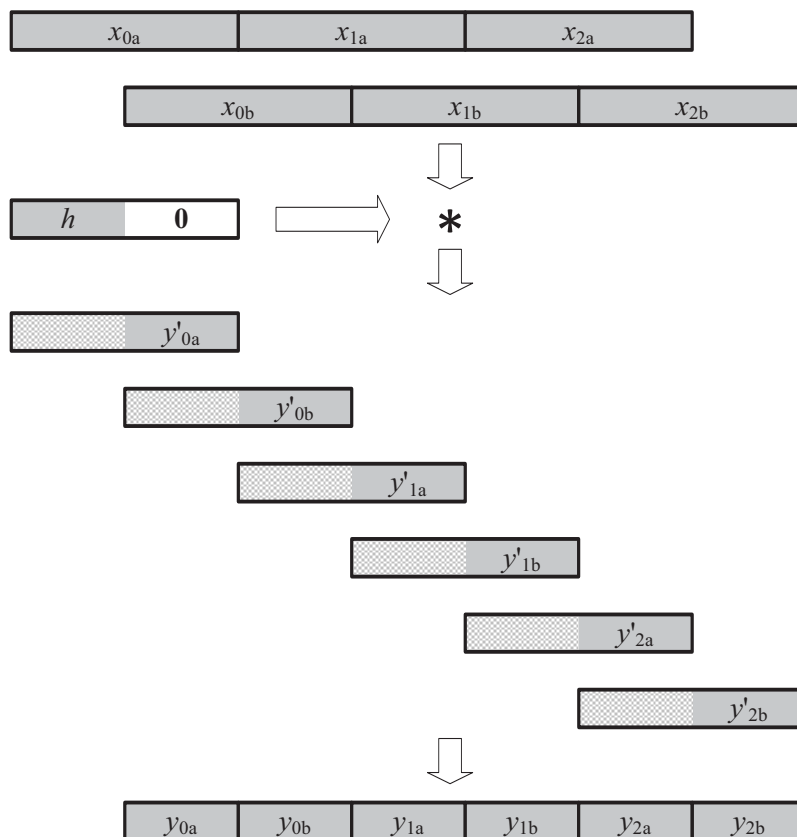 x0a x1a x2a
x0b x1b x2b
h 0 *
y'0a
y'0b
y'1a
y'1b
y'2a
y'2b
y0a y0b y1a y1b y2a y2b